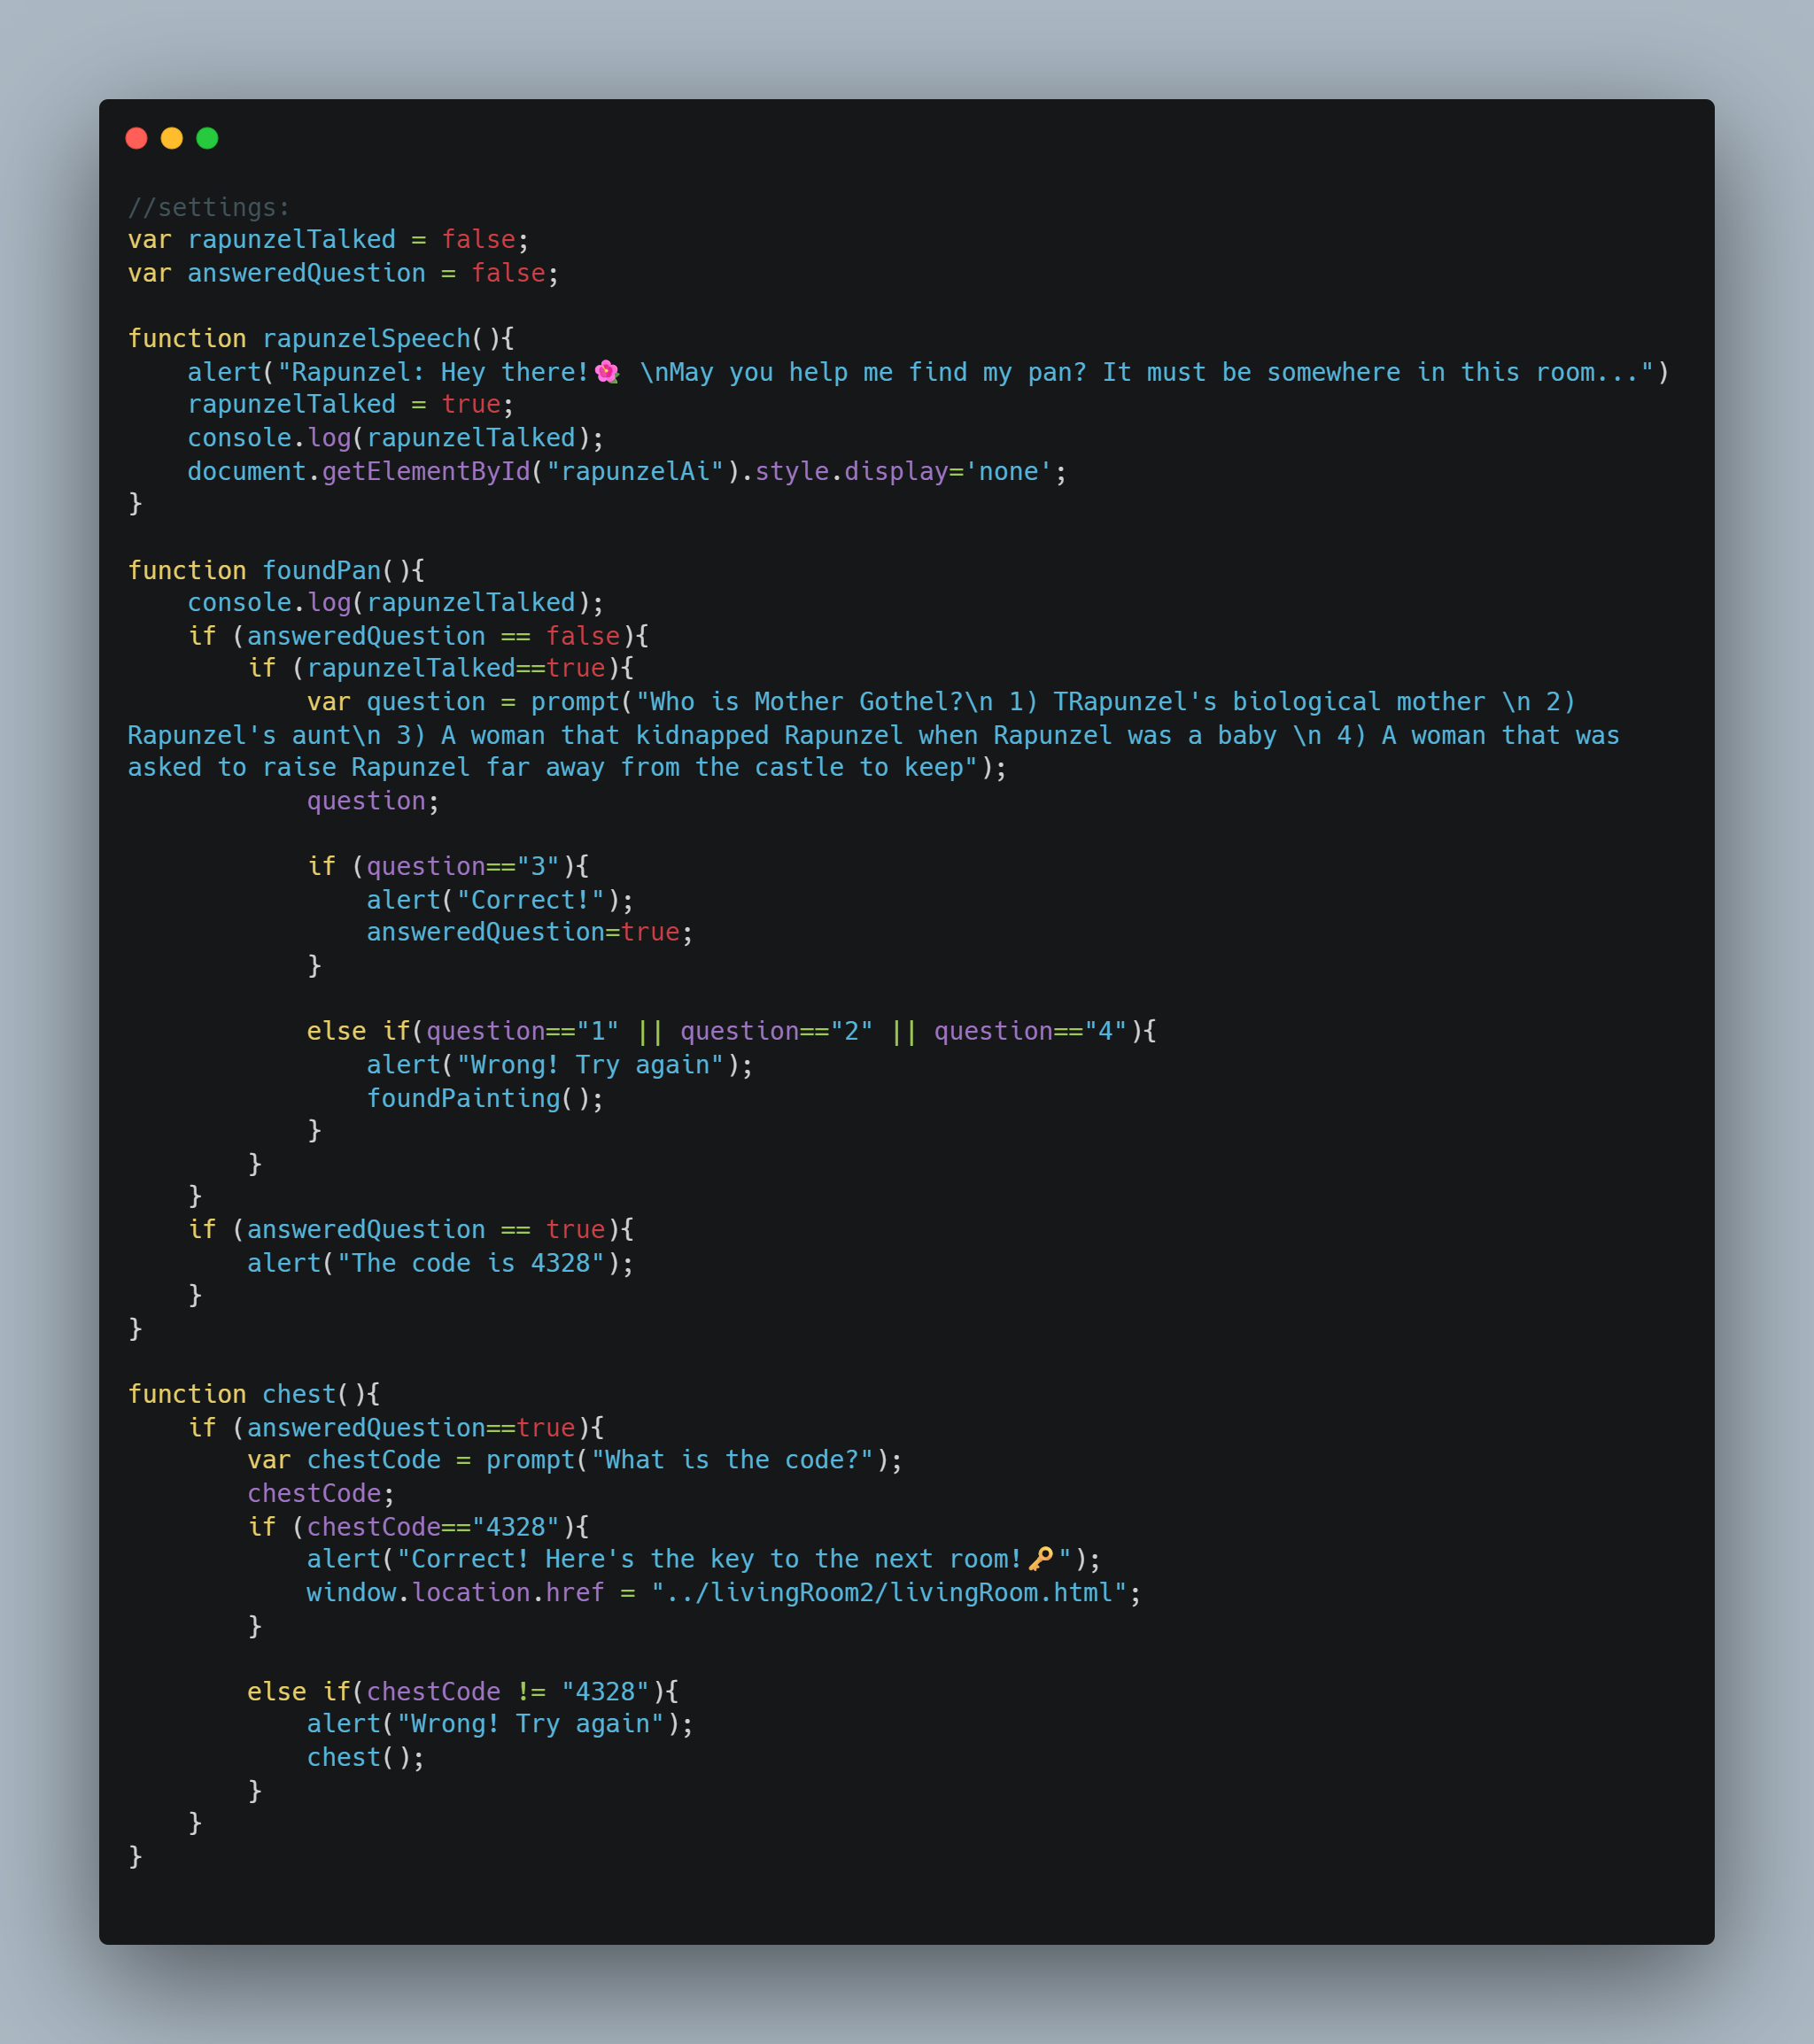 //settings:
var rapunzelTalked = false;
var answeredQuestion = false;

function rapunzelSpeech(){
    alert("Rapunzel: Hey there!🌺 \nMay you help me find my pan? It must be somewhere in this room...")
    rapunzelTalked = true;
    console.log(rapunzelTalked);
    document.getElementById("rapunzelAi").style.display='none';
}

function foundPan(){
    console.log(rapunzelTalked);
    if (answeredQuestion == false){
        if (rapunzelTalked==true){
            var question = prompt("Who is Mother Gothel?\n 1) TRapunzel's biological mother \n 2)
Rapunzel's aunt\n 3) A woman that kidnapped Rapunzel when Rapunzel was a baby \n 4) A woman that was
asked to raise Rapunzel far away from the castle to keep");
            question;

            if (question=="3"){
                alert("Correct!");
                answeredQuestion=true;
            }

            else if(question=="1" || question=="2" || question=="4"){
                alert("Wrong! Try again");
                foundPainting();
            }
        }
    }
    if (answeredQuestion == true){
        alert("The code is 4328");
    }
}

function chest(){
    if (answeredQuestion==true){
        var chestCode = prompt("What is the code?");
        chestCode;
        if (chestCode=="4328"){
            alert("Correct! Here's the key to the next room!🔑");
            window.location.href = "../livingRoom2/livingRoom.html";
        }

        else if(chestCode != "4328"){
            alert("Wrong! Try again");
            chest();
        }
    }
}